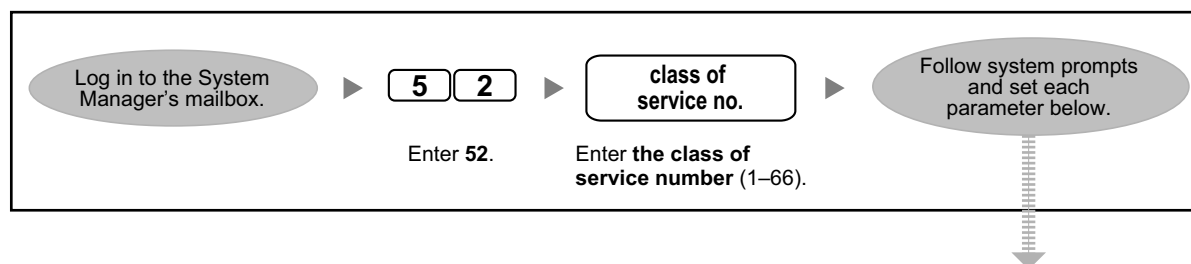 Log in to the System
Manager's mailbox.
5 2
class of
service no.
Follow system prompts
and set each
parameter below.
Enter 52.
Enter the class of
service number (1–66).